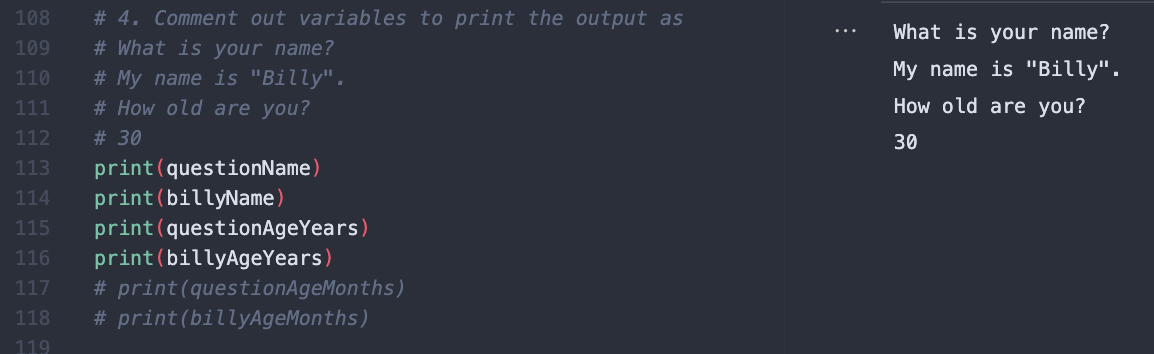 108 # 4. Comment out variables to print the output as
109 # What is your name?
110 # My name is "Billy".
111 # How old are you?
112 # 30
113 print(questionName)
114 print(billyName)
115 print(questionAgeYears)
116 print(billyAgeYears)
117 # print(questionAgeMonths)
118 # print(billyAgeMonths)
119
... What is your name?
My name is "Billy".
How old are you?
30